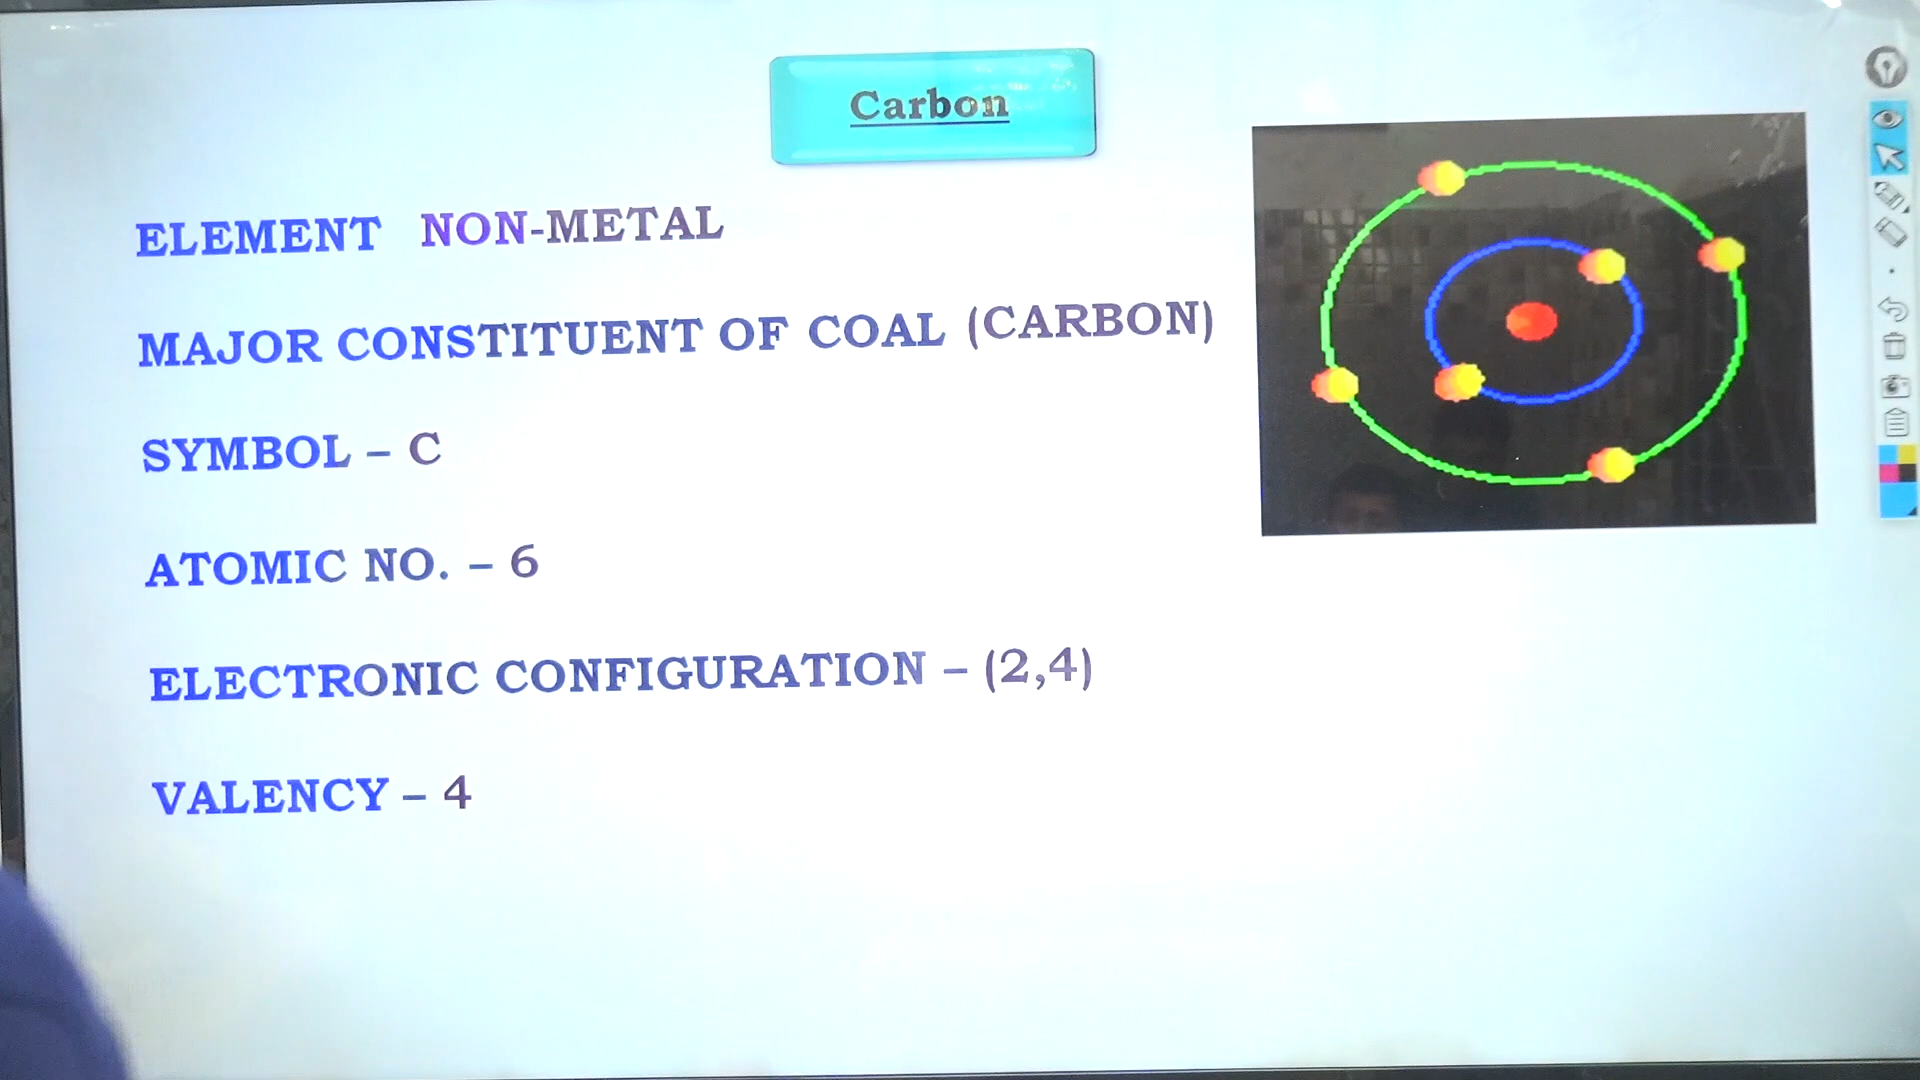 Carbon
ELEMENT NON-METAL
MAJOR CONSTITUENT OF COAL (CARBON)
SYMBOL – C
ATOMIC NO. – 6
ELECTRONIC CONFIGURATION – (2,4)
VALENCY – 4